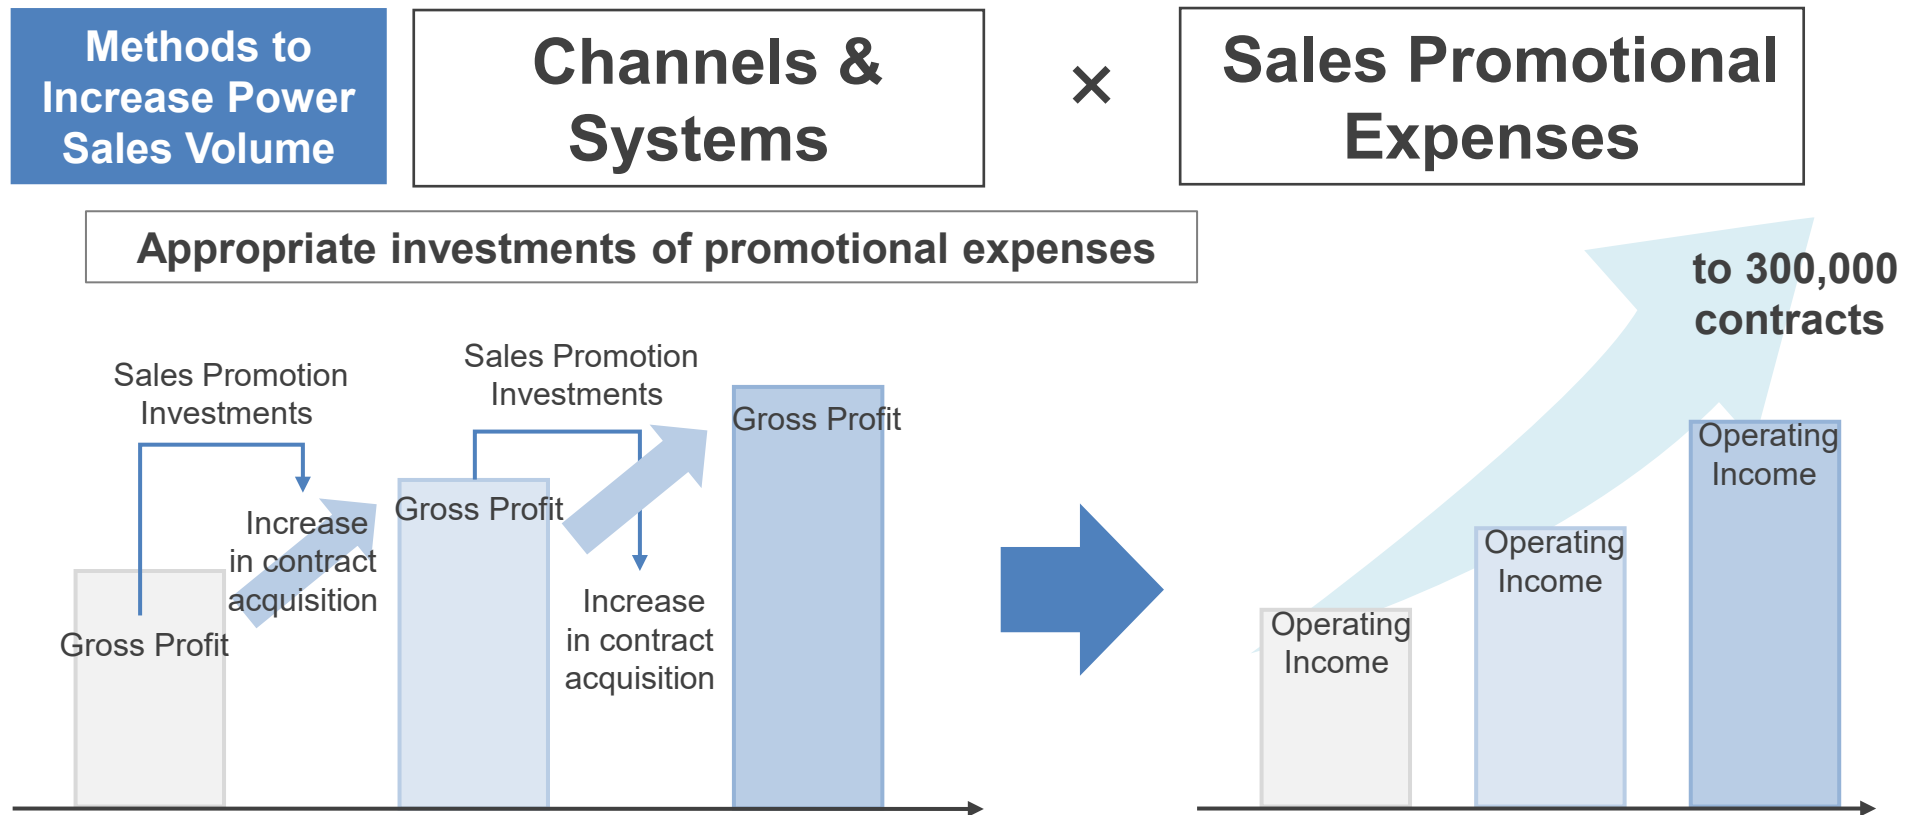 Methods to
Increase Power
Sales Volume
Channels &
Systems
×
Sales Promotional
Expenses
Appropriate investments of promotional expenses
to 300,000
contracts
Sales Promotion
Investments
Sales Promotion
Investments
Gross Profit
Increase
in contract
acquisition
Gross Profit
Increase
in contract
acquisition
Gross Profit
Operating
Income
Operating
Income
Operating
Income